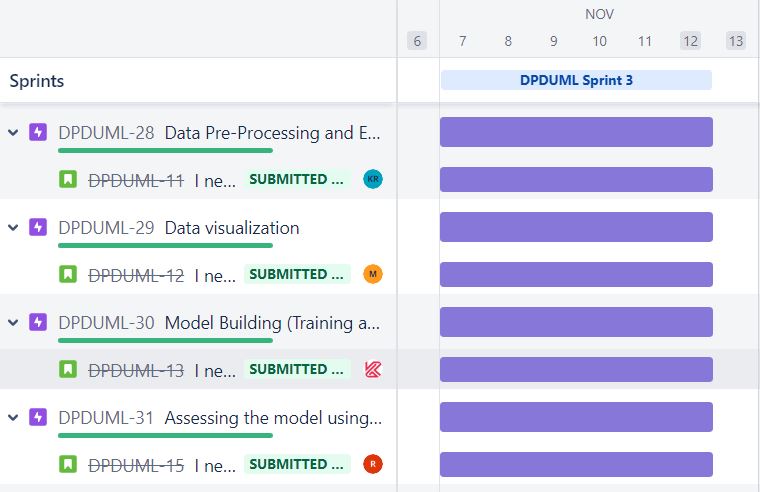 NOV
6 7 8 9 10 11 12 13
Sprints DPDUML Sprint 3
DPDUML-28 Data Pre-Processing and E...
DPDUML-11 I ne... SUBMITTED ... KR
DPDUML-29 Data visualization
DPDUML-12 I ne... SUBMITTED ... M
DPDUML-30 Model Building (Training a...
DPDUML-13 I ne... SUBMITTED ...
DPDUML-31 Assessing the model using...
DPDUML-15 I ne... SUBMITTED ... R